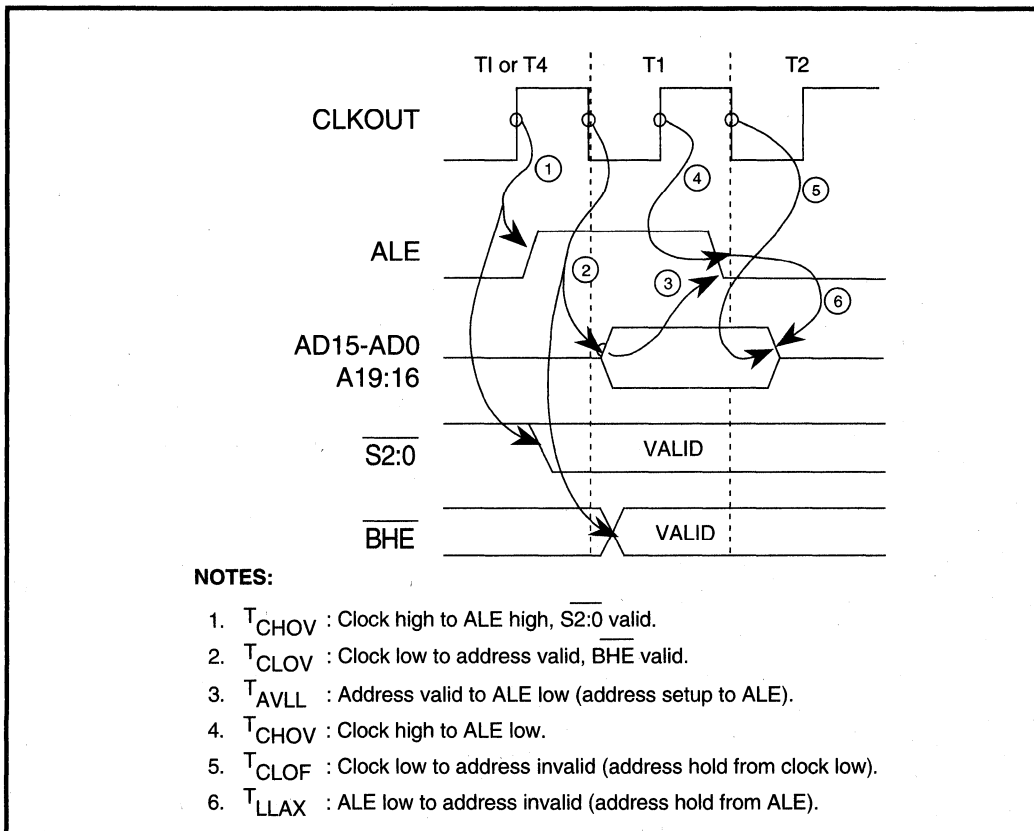 TI or T4 T1 T2
CLKOUT
1
4
5
ALE
2
3
6
AD15-AD0
A19:16
S2:0 VALID
BHE VALID
NOTES:
1. TCHOV : Clock high to ALE high, S2:0 valid.
2. TCLOV : Clock low to address valid, BHE valid.
3. TAVLL : Address valid to ALE low (address setup to ALE).
4. TCHOV : Clock high to ALE low.
5. TCLOF : Clock low to address invalid (address hold from clock low).
6. TLLAX : ALE low to address invalid (address hold from ALE).